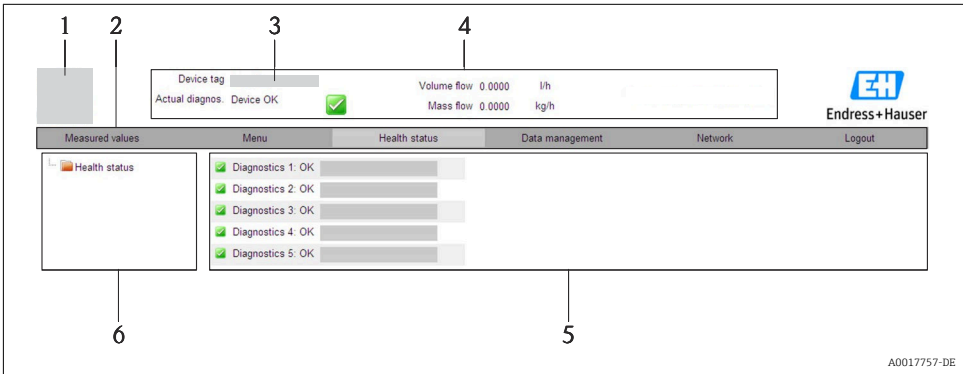 1 2 3 4
Device tag
Volume flow 0.0000 l/h
Actual diagnos. Device OK
Mass flow 0.0000 kg/h
EH
Endress+Hauser
Measured values Menu Health status Data management Network Logout
Health status
Diagnostics 1: OK
Diagnostics 2: OK
Diagnostics 3: OK
Diagnostics 4: OK
Diagnostics 5: OK
6 5
A0017757-DE